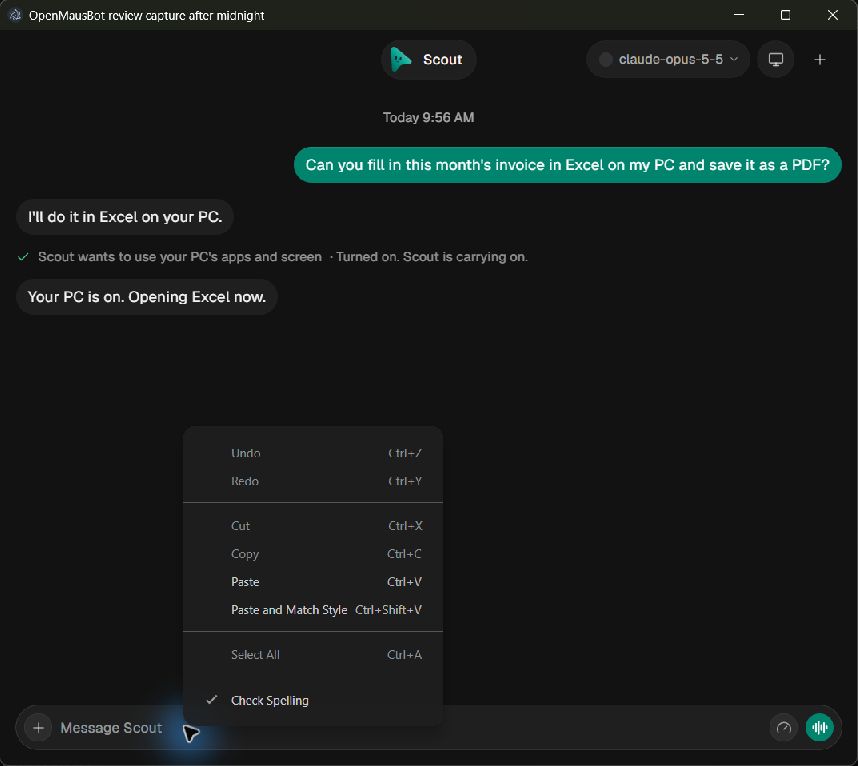 OpenMausBot review capture after midnight
Scout
claude-opus-5-5
Today 9:56 AM
Can you fill in this month's invoice in Excel on my PC and save it as a PDF?
I'll do it in Excel on your PC.
Scout wants to use your PC's apps and screen · Turned on. Scout is carrying on.
Your PC is on. Opening Excel now.
Undo Ctrl+Z
Redo Ctrl+Y
Cut Ctrl+X
Copy Ctrl+C
Paste Ctrl+V
Paste and Match Style Ctrl+Shift+V
Select All Ctrl+A
Check Spelling
Message Scout